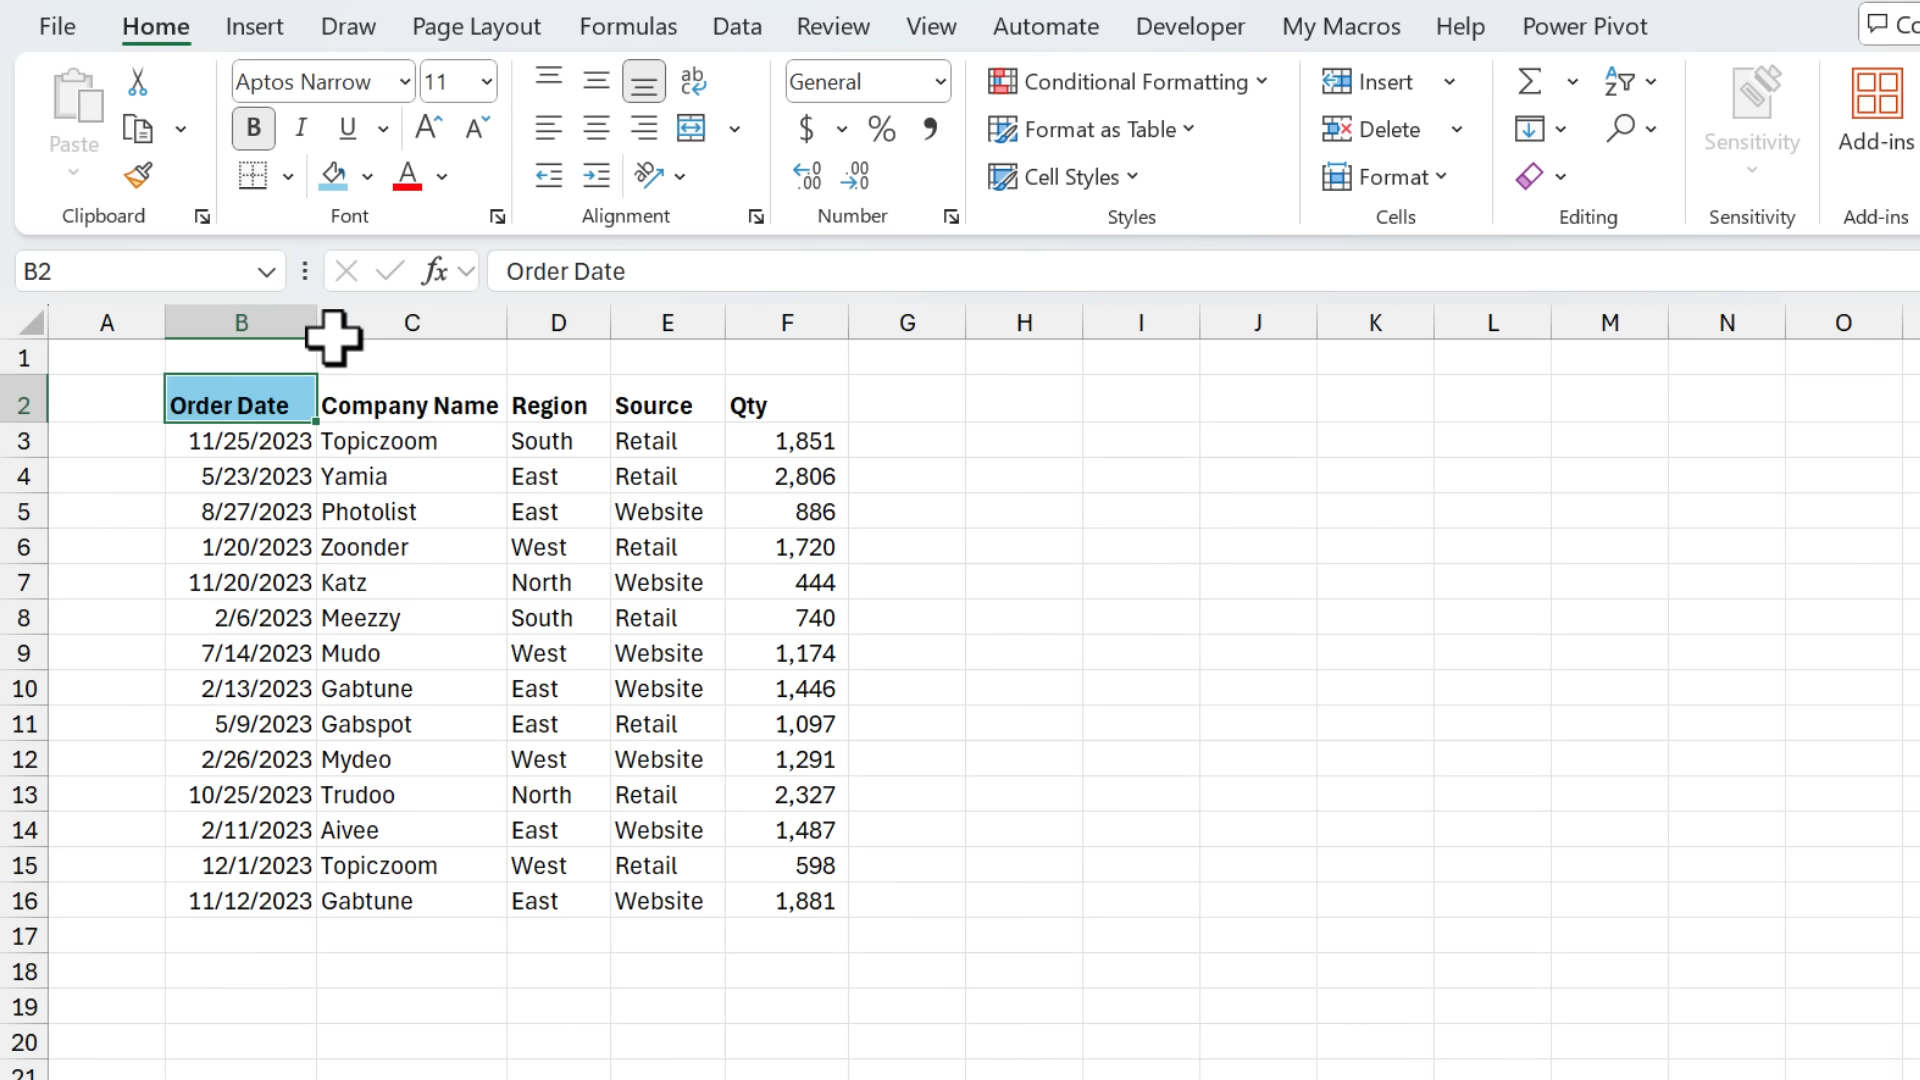 File Home Insert Draw Page Layout Formulas Data Review View Automate Developer My Macros Help Power Pivot
Aptos Narrow 11 ab General Conditional Formatting Insert Σ
Paste B I U A A $ % Format as Table Delete Sensitivity Add-ins
A Cell Styles Format
Clipboard Font Alignment Number Styles Cells Editing Sensitivity Add-ins
B2 fx Order Date
A B C D E F G H I J K L M N O
1
2 Order Date Company Name Region Source Qty
3 11/25/2023 Topiczoom South Retail 1,851
4 5/23/2023 Yamia East Retail 2,806
5 8/27/2023 Photolist East Website 886
6 1/20/2023 Zoonder West Retail 1,720
7 11/20/2023 Katz North Website 444
8 2/6/2023 Meezzy South Retail 740
9 7/14/2023 Mudo West Website 1,174
10 2/13/2023 Gabtune East Website 1,446
11 5/9/2023 Gabspot East Retail 1,097
12 2/26/2023 Mydeo West Website 1,291
13 10/25/2023 Trudoo North Retail 2,327
14 2/11/2023 Aivee East Website 1,487
15 12/1/2023 Topiczoom West Retail 598
16 11/12/2023 Gabtune East Website 1,881
17
18
19
20